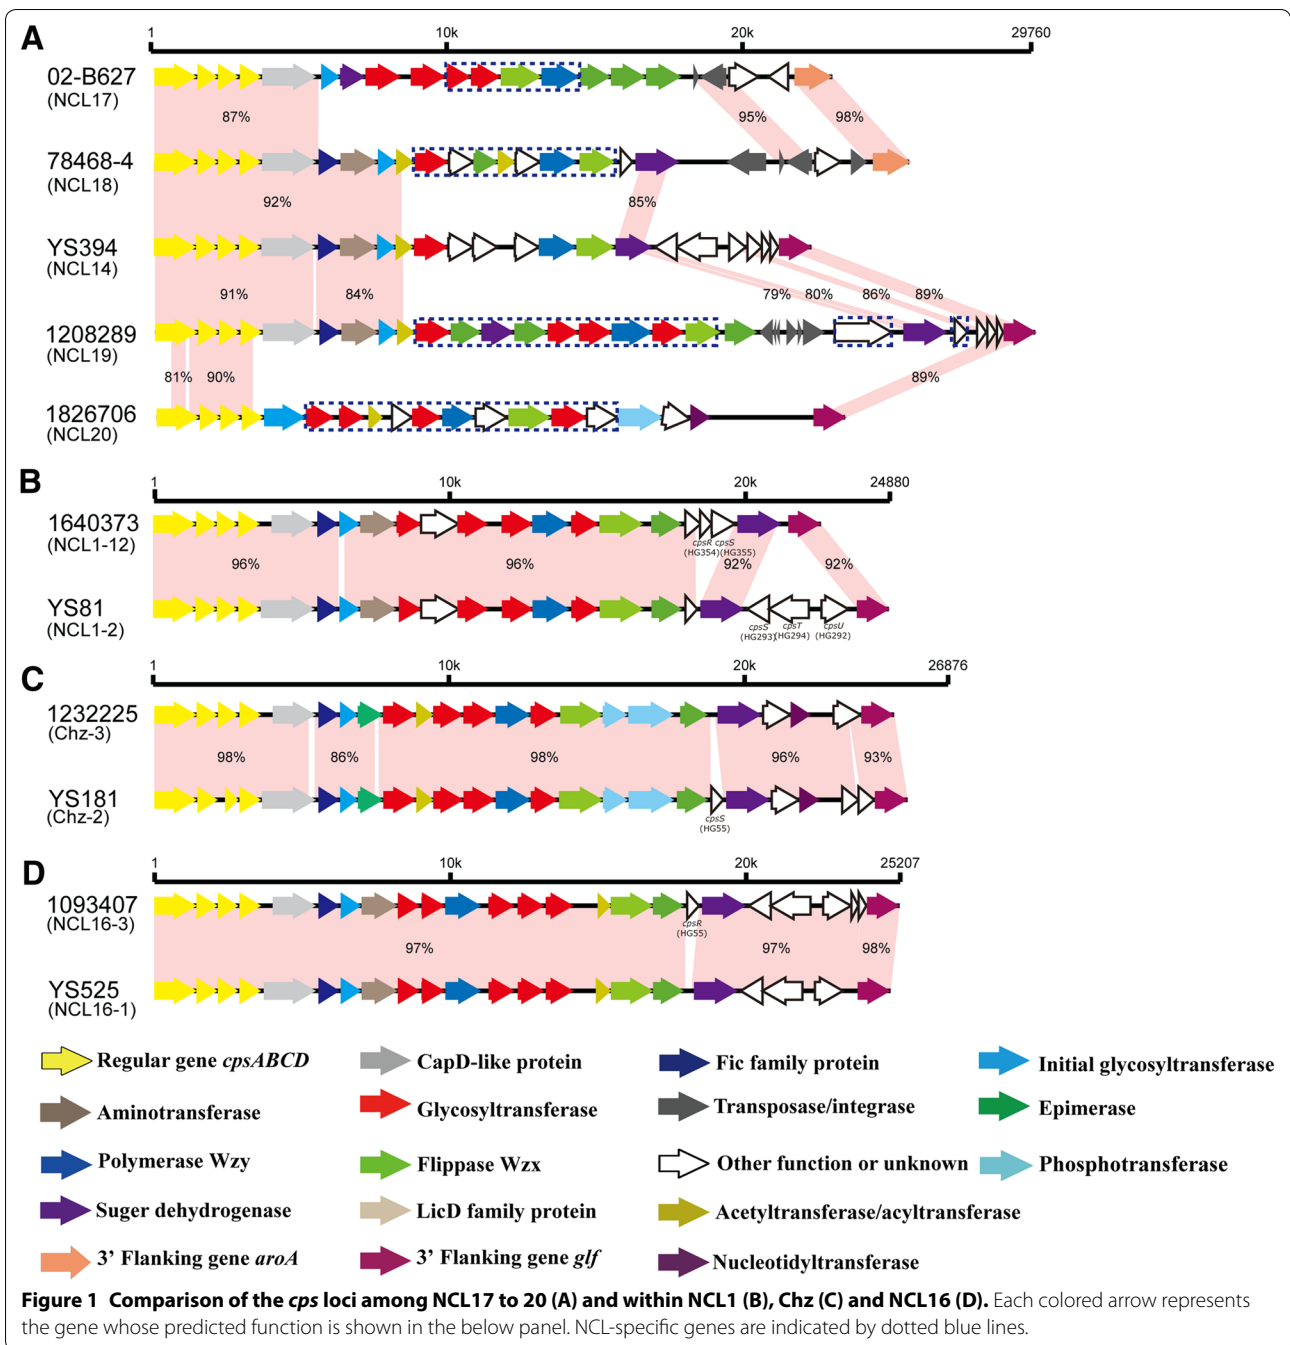 A
1 10k 20k 29760
02-B627
(NCL17)
87% 95% 98%
78468-4
(NCL18)
92% 85%
YS394
(NCL14)
91% 84% 79% 80% 86% 89%
1208289
(NCL19)
81% 90% 89%
1826706
(NCL20)
B
1 10k 20k 24880
1640373
(NCL1-12)
cpsR cpsS
(HG354)(HG355)
96% 96% 92% 92%
YS81
(NCL1-2)
cpsS cpsT cpsU
(HG293)(HG294) (HG292)
C
1 10k 20k 26876
1232225
(Chz-3)
98% 86% 98% 96% 93%
YS181
(Chz-2)
cpsS
(HG55)
D
1 10k 20k 25207
1093407
(NCL16-3)
cpsR
(HG55)
97% 97% 98%
YS525
(NCL16-1)
Regular gene cpsABCD CapD-like protein Fic family protein Initial glycosyltransferase
Aminotransferase Glycosyltransferase Transposase/integrase Epimerase
Polymerase Wzy Flippase Wzx Other function or unknown Phosphotransferase
Suger dehydrogenase LicD family protein Acetyltransferase/acyltransferase
3' Flanking gene aroA 3' Flanking gene glf Nucleotidyltransferase
Figure 1 Comparison of the cps loci among NCL17 to 20 (A) and within NCL1 (B), Chz (C) and NCL16 (D). Each colored arrow represents
the gene whose predicted function is shown in the below panel. NCL-specific genes are indicated by dotted blue lines.